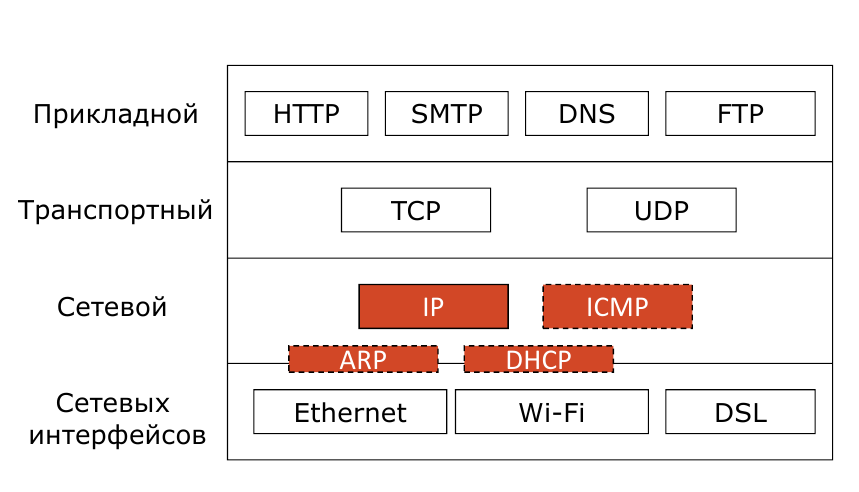 Прикладной
HTTP SMTP DNS FTP
Транспортный
TCP UDP
Сетевой
IP ICMP
ARP DHCP
Сетевых
интерфейсов
Ethernet Wi-Fi DSL